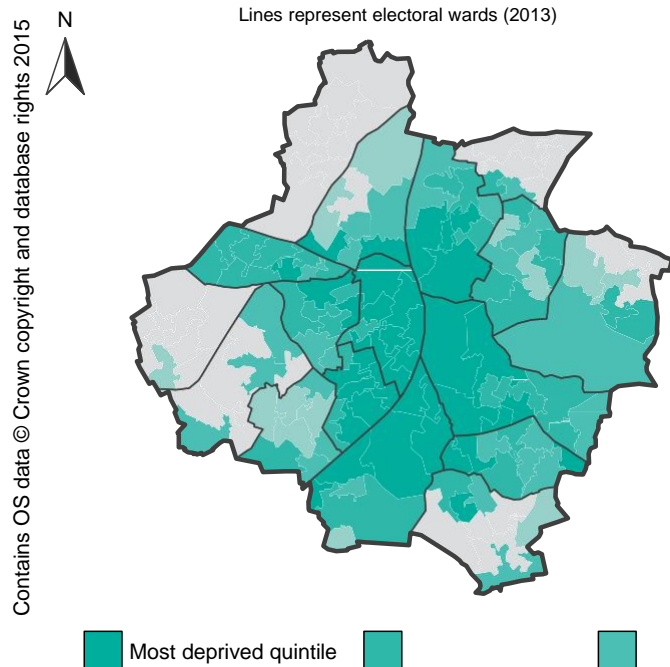 Lines represent electoral wards (2013)
N
Contains OS data © Crown copyright and database rights 2015
Most deprived quintile